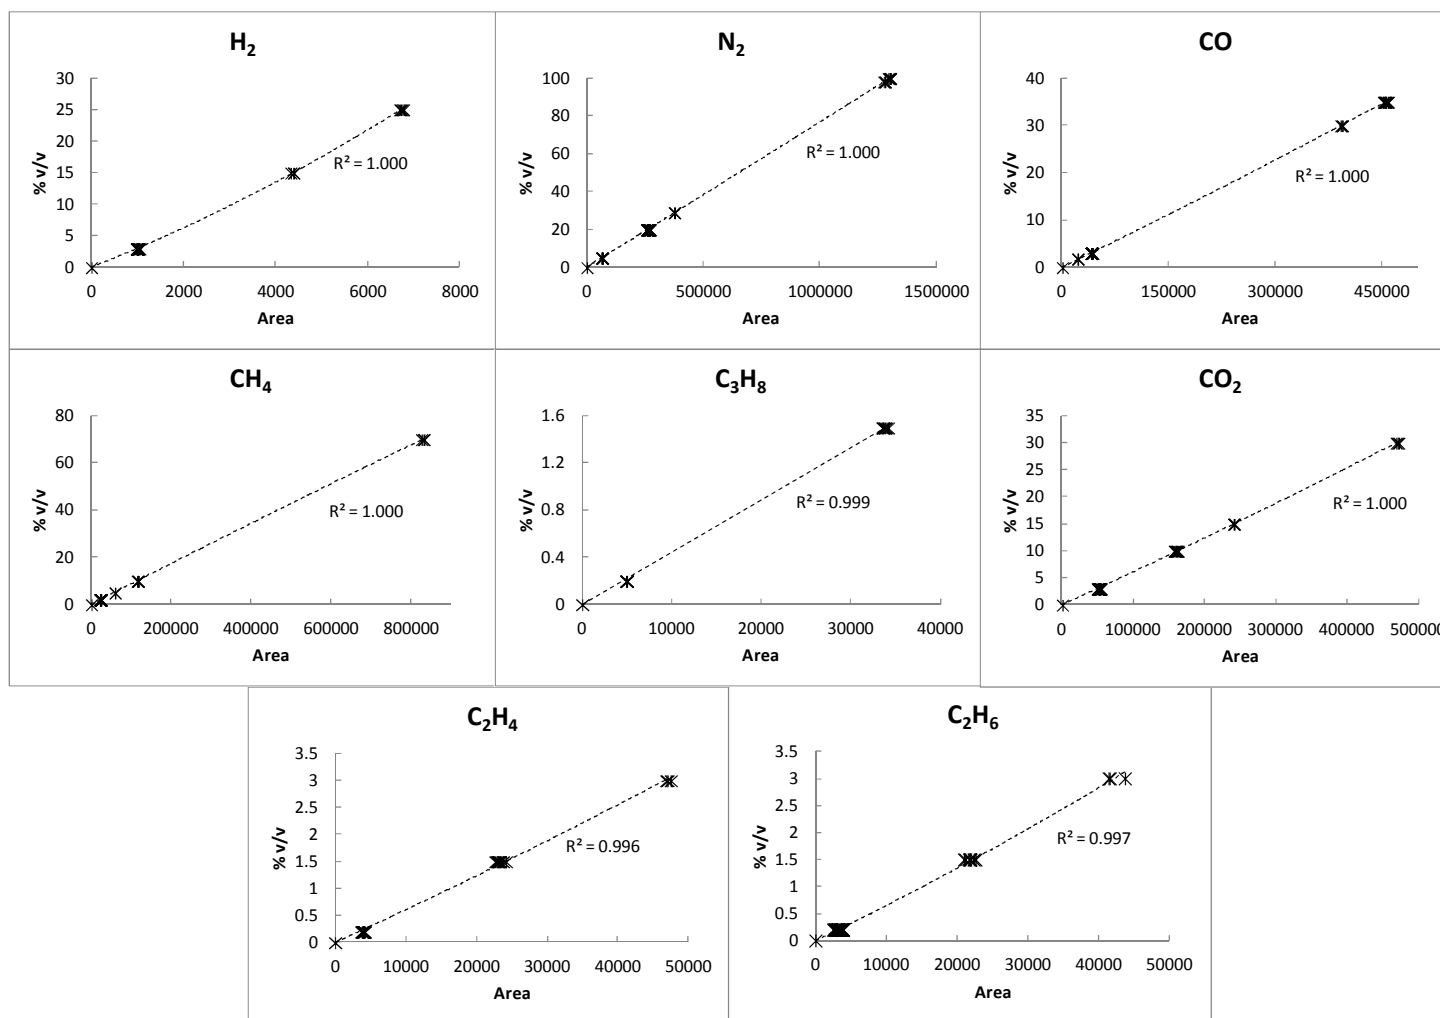 H₂
30
25
20
15
10
5
0
% v/v
R² = 1.000
0 2000 4000 6000 8000
Area
N₂
100
80
60
40
20
0
% v/v
R² = 1.000
0 500000 1000000 1500000
Area
CO
40
30
20
10
0
% v/v
R² = 1.000
0 150000 300000 450000
Area
CH₄
80
60
40
20
0
% v/v
R² = 1.000
0 200000 400000 600000 800000
Area
C₃H₈
1.6
1.2
0.8
0.4
0
% v/v
R² = 0.999
0 10000 20000 30000 40000
Area
CO₂
35
30
25
20
15
10
5
0
% v/v
R² = 1.000
0 100000 200000 300000 400000 500000
Area
C₂H₄
3.5
3
2.5
2
1.5
1
0.5
0
% v/v
R² = 0.996
0 10000 20000 30000 40000 50000
Area
C₂H₆
3.5
3
2.5
2
1.5
1
0.5
0
% v/v
R² = 0.997
0 10000 20000 30000 40000 50000
Area